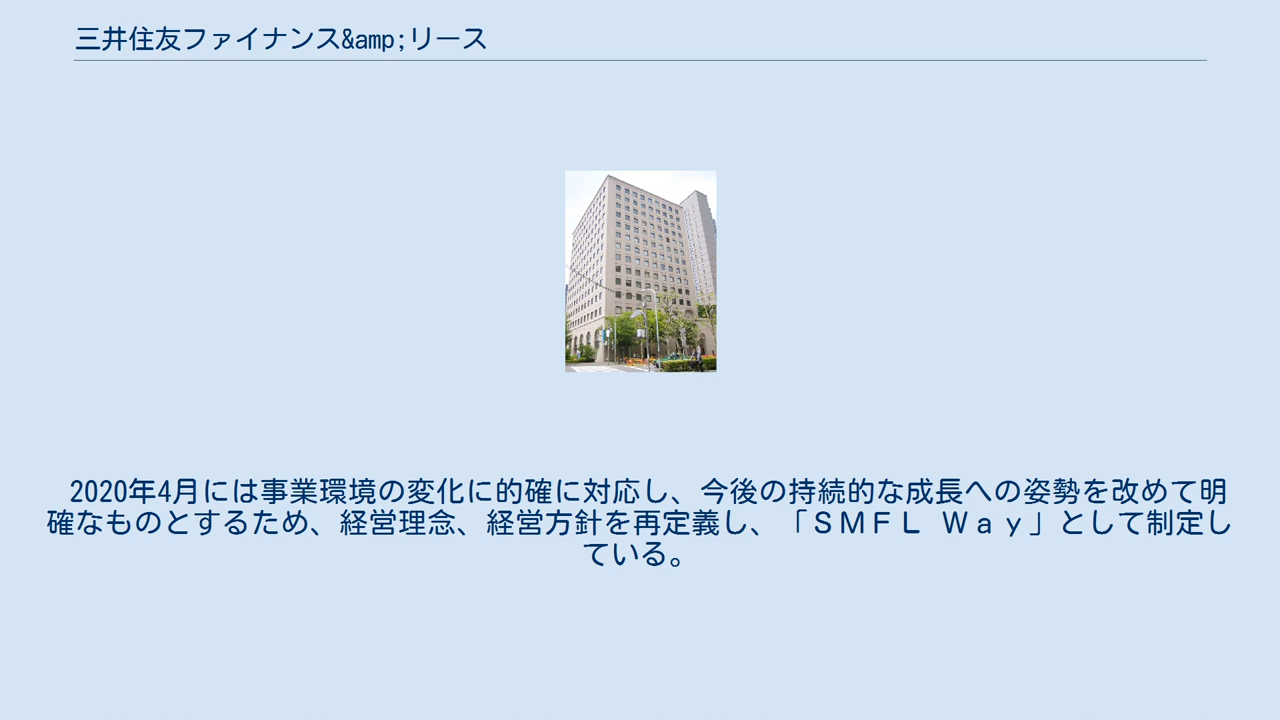 三井住友ファイナンス&amp;リース
2020年4月には事業環境の変化に的確に対応し、今後の持続的な成長への姿勢を改めて明
確なものとするため、経営理念、経営方針を再定義し、「ＳＭＦＬ　Ｗａｙ」として制定し
ている。